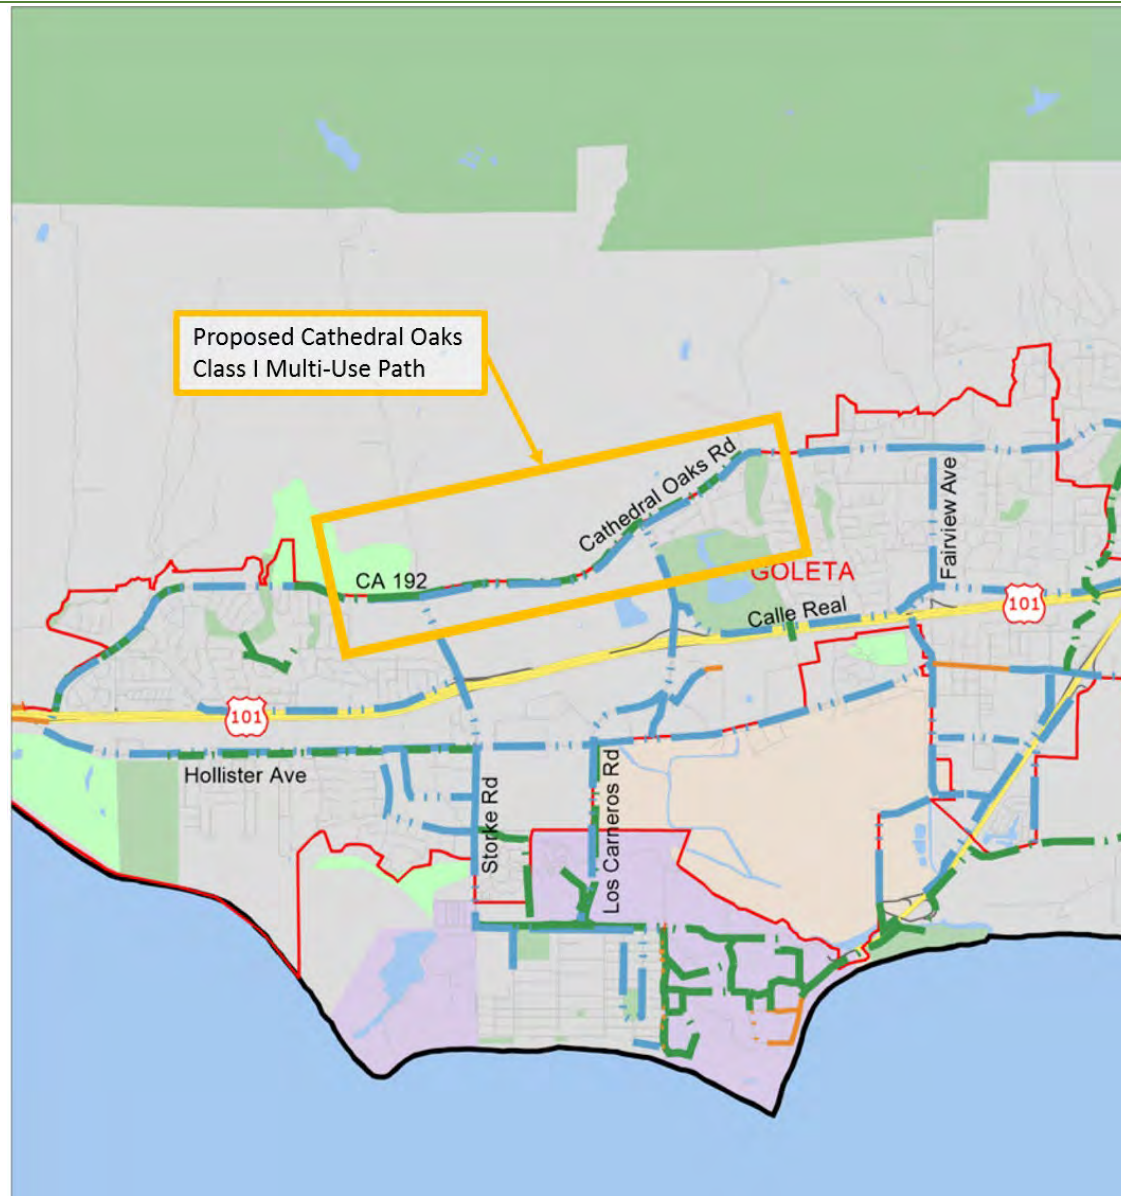 Proposed Cathedral Oaks
Class I Multi-Use Path
Cathedral Oaks Rd
Fairview Ave
CA 192
GOLETA
101
Calle Real
101
Hollister Ave
Storke Rd
Los Carneros Rd